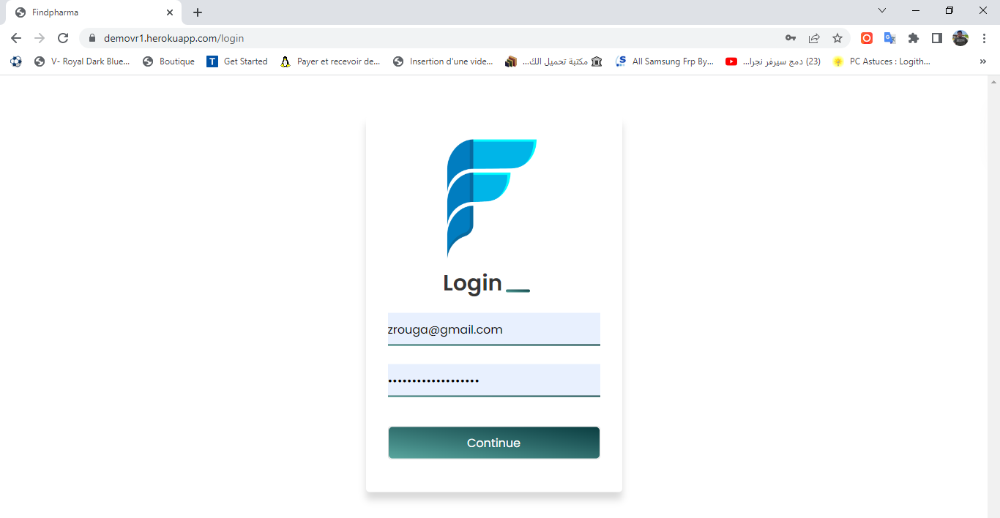 Findpharma
demovr1.herokuapp.com/login
V- Royal Dark Blue...
Boutique
T
Get Started
Payer et recevoir de...
Insertion d'une vide...
مكتبة تحميل الك...
All Samsung Frp By...
(23) دمج سيرفر نجرا...
PC Astuces : Logith...
»
Login
zrouga@gmail.com
Continue